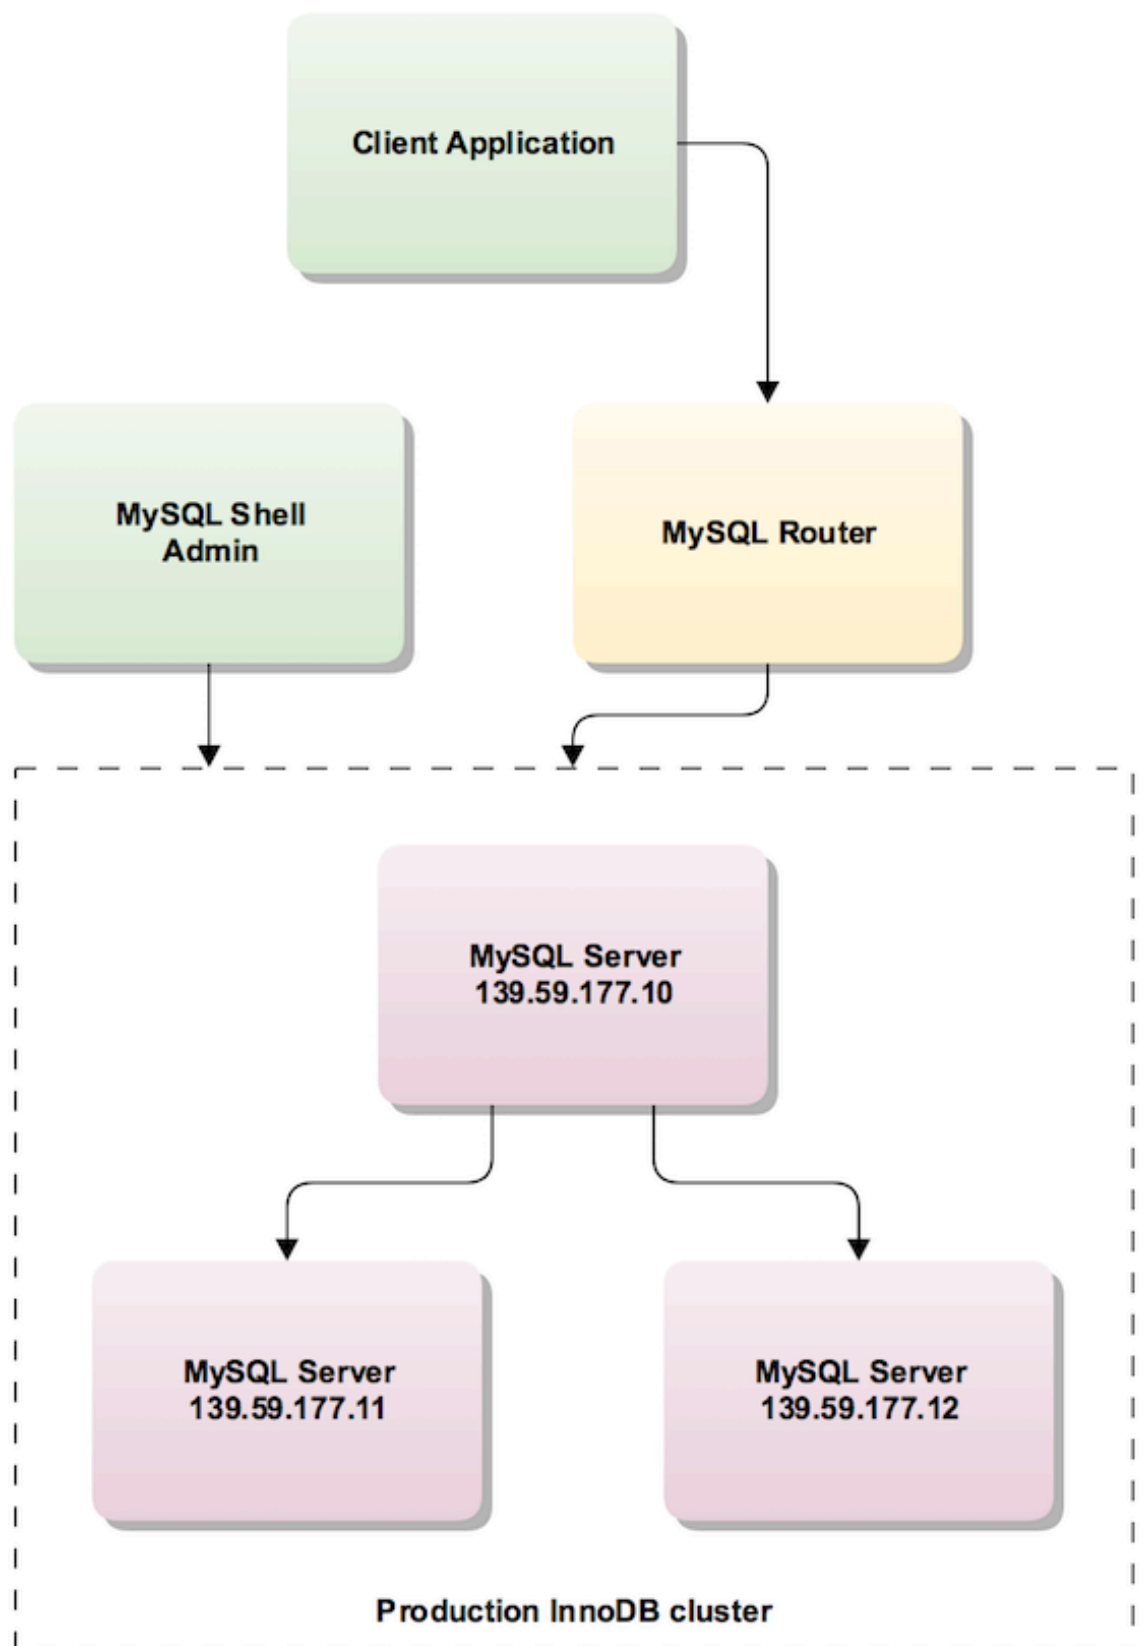 Client Application
MySQL Shell
Admin
MySQL Router
MySQL Server
139.59.177.10
MySQL Server
139.59.177.11
MySQL Server
139.59.177.12
Production InnoDB cluster